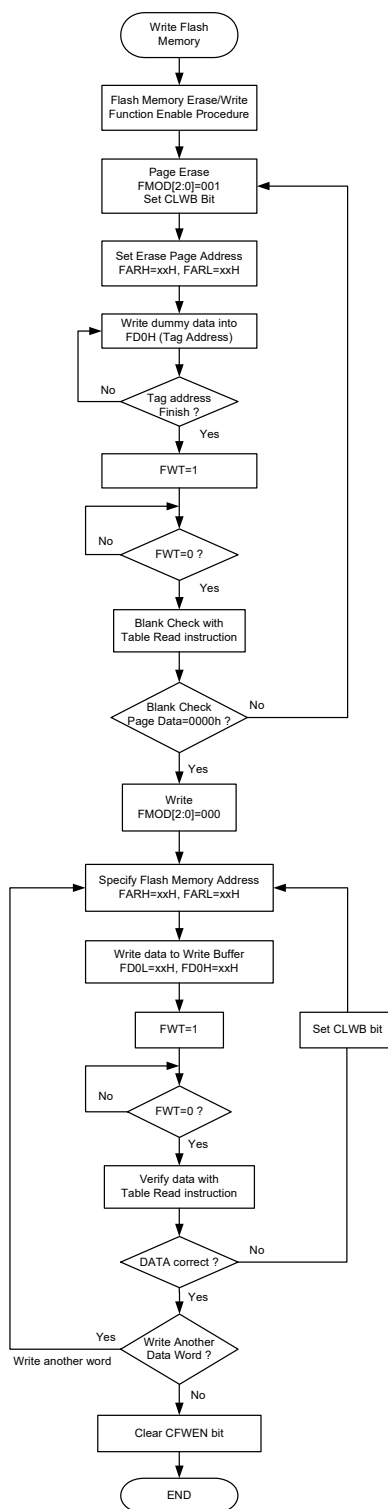 Write Flash
Memory
Flash Memory Erase/Write
Function Enable Procedure
Page Erase
FMOD[2:0]=001
Set CLWB Bit
Set Erase Page Address
FARH=xxH, FARL=xxH
Write dummy data into
FD0H (Tag Address)
No
Tag address
Finish ?
Yes
FWT=1
No
FWT=0 ?
Yes
Blank Check with
Table Read instruction
Blank Check
Page Data=0000h ?
No
Yes
Write
FMOD[2:0]=000
Specify Flash Memory Address
FARH=xxH, FARL=xxH
Write data to Write Buffer
FD0L=xxH, FD0H=xxH
FWT=1
Set CLWB bit
No
FWT=0 ?
Yes
Verify data with
Table Read instruction
DATA correct ?
No
Yes
Yes
Write another word
Write Another
Data Word ?
No
Clear CFWEN bit
END